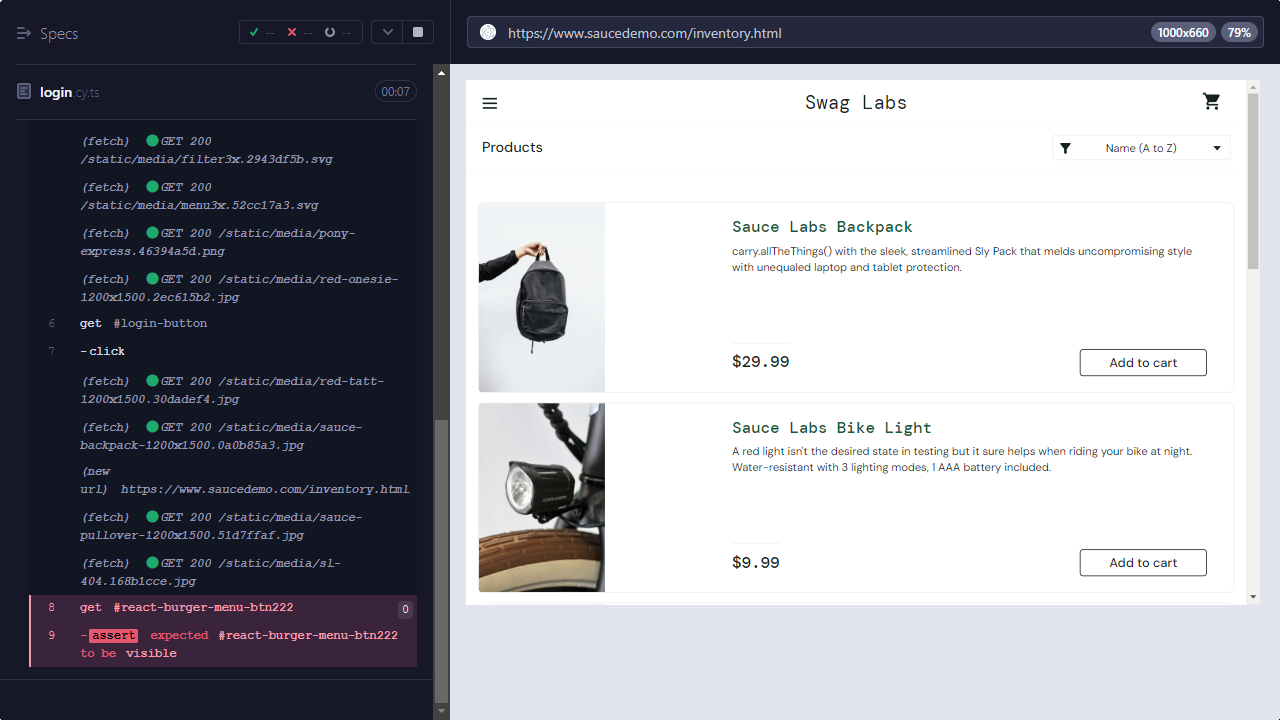 Specs
-- -- --
login.cy.ts 00:07
(fetch) GET 200
/static/media/filter3x.2943df5b.svg
(fetch) GET 200
/static/media/menu3x.52cc17a3.svg
(fetch) GET 200 /static/media/pony-
express.46394a5d.png
(fetch) GET 200 /static/media/red-onesie-
1200x1500.2ec615b2.jpg
6 get #login-button
7 -click
(fetch) GET 200 /static/media/red-tatt-
1200x1500.30dadef4.jpg
(fetch) GET 200 /static/media/sauce-
backpack-1200x1500.0a0b85a3.jpg
(new
url) https://www.saucedemo.com/inventory.html
(fetch) GET 200 /static/media/sauce-
pullover-1200x1500.51d7ffaf.jpg
(fetch) GET 200 /static/media/sl-
404.168b1cce.jpg
8 get #react-burger-menu-btn222 0
9 -assert expected #react-burger-menu-btn222
to be visible
https://www.saucedemo.com/inventory.html 1000x660 79%
Swag Labs
Products Name (A to Z)
Sauce Labs Backpack
carry.allTheThings() with the sleek, streamlined Sly Pack that melds uncompromising style
with unequaled laptop and tablet protection.
$29.99 Add to cart
Sauce Labs Bike Light
A red light isn't the desired state in testing but it sure helps when riding your bike at night.
Water-resistant with 3 lighting modes, 1 AAA battery included.
$9.99 Add to cart